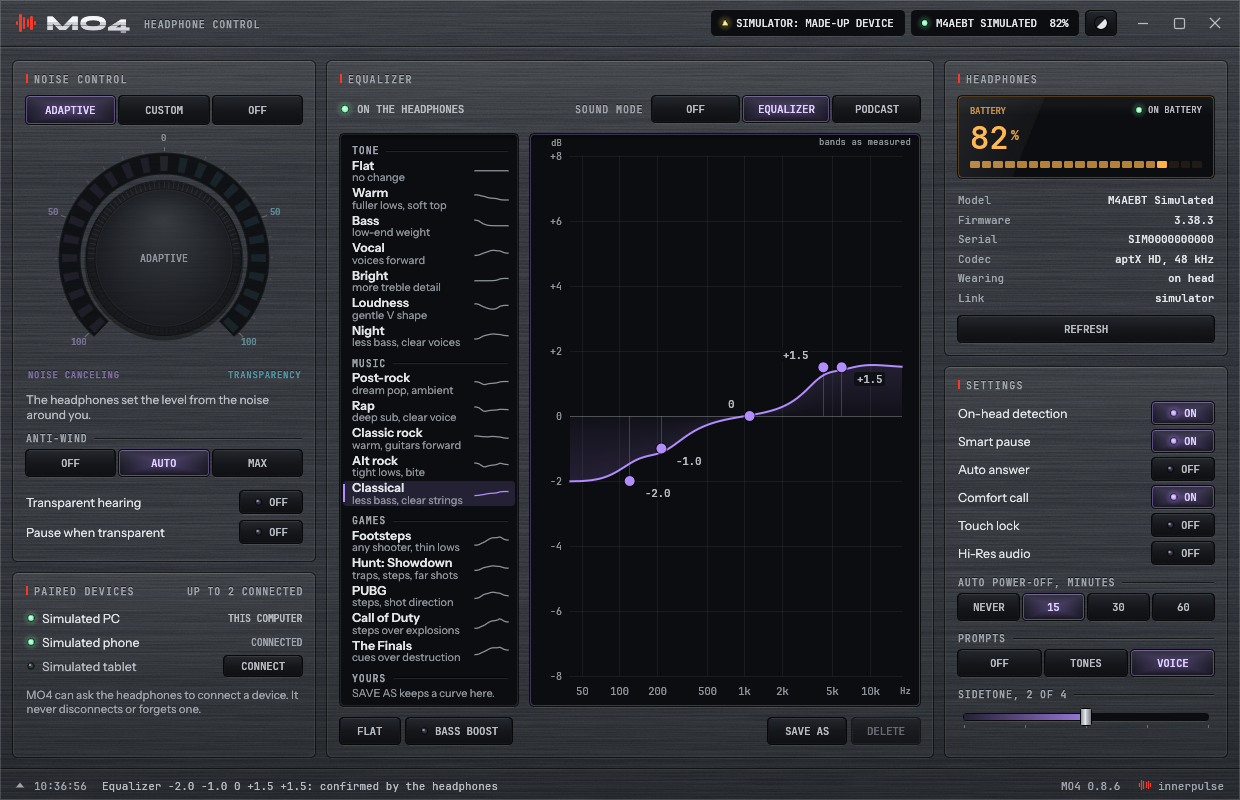 MO4 HEADPHONE CONTROL
SIMULATOR: MADE-UP DEVICE
M4AEBT SIMULATED 82%
NOISE CONTROL
ADAPTIVE CUSTOM OFF
0
50 50
ADAPTIVE
100 100
NOISE CANCELING TRANSPARENCY
The headphones set the level from the noise
around you.
ANTI-WIND
OFF AUTO MAX
Transparent hearing OFF
Pause when transparent OFF
PAIRED DEVICES UP TO 2 CONNECTED
Simulated PC THIS COMPUTER
Simulated phone CONNECTED
Simulated tablet CONNECT
MO4 can ask the headphones to connect a device. It
never disconnects or forgets one.
EQUALIZER
ON THE HEADPHONES SOUND MODE OFF EQUALIZER PODCAST
TONE
Flat
no change
Warm
fuller lows, soft top
Bass
low-end weight
Vocal
voices forward
Bright
more treble detail
Loudness
gentle V shape
Night
less bass, clear voices
MUSIC
Post-rock
dream pop, ambient
Rap
deep sub, clear voice
Classic rock
warm, guitars forward
Alt rock
tight lows, bite
Classical
less bass, clear strings
GAMES
Footsteps
any shooter, thin lows
Hunt: Showdown
traps, steps, far shots
PUBG
steps, shot direction
Call of Duty
steps over explosions
The Finals
cues over destruction
YOURS
SAVE AS keeps a curve here.
dB bands as measured
+8
+6
+4
+2
0
-2
-4
-6
-8
+1.5
+1.5
0
-1.0
-2.0
50 100 200 500 1k 2k 5k 10k Hz
FLAT BASS BOOST SAVE AS DELETE
HEADPHONES
BATTERY ON BATTERY
82%
Model M4AEBT Simulated
Firmware 3.38.3
Serial SIM0000000000
Codec aptX HD, 48 kHz
Wearing on head
Link simulator
REFRESH
SETTINGS
On-head detection ON
Smart pause ON
Auto answer OFF
Comfort call ON
Touch lock OFF
Hi-Res audio OFF
AUTO POWER-OFF, MINUTES
NEVER 15 30 60
PROMPTS
OFF TONES VOICE
SIDETONE, 2 OF 4
10:36:56 Equalizer -2.0 -1.0 0 +1.5 +1.5: confirmed by the headphones
MO4 0.8.6 innerpulse